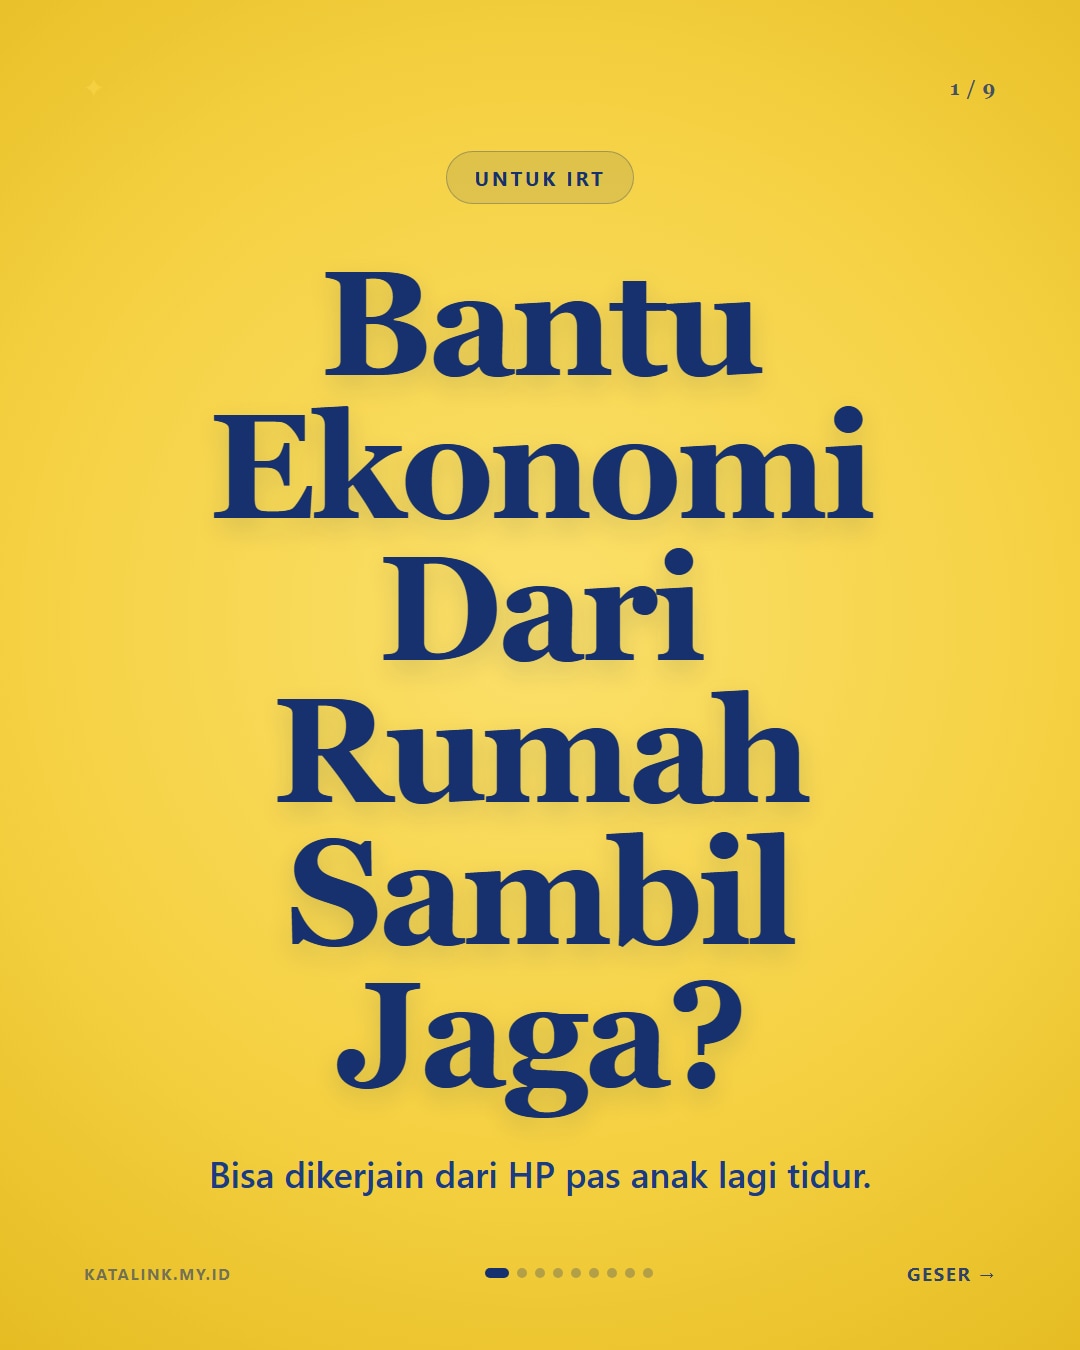 1 / 9
UNTUK IRT
Bantu
Ekonomi
Dari
Rumah
Sambil
Jaga?
Bisa dikerjain dari HP pas anak lagi tidur.
KATALINK.MY.ID
GESER →